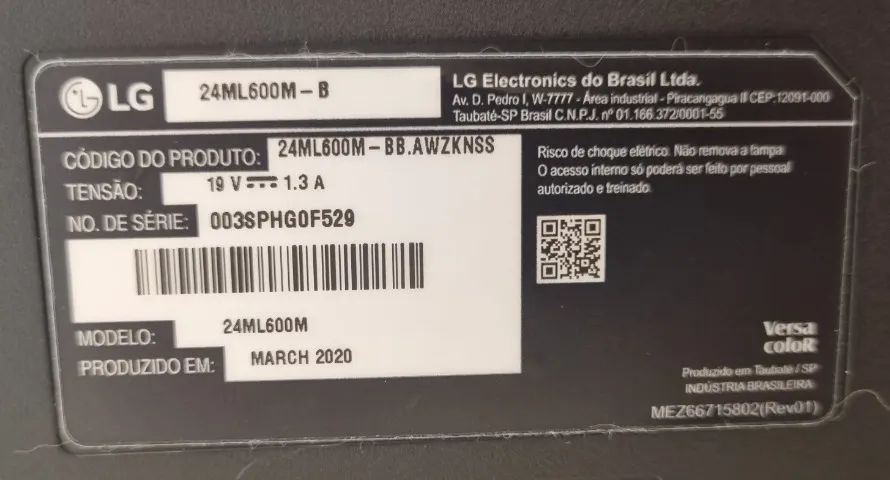 LG 24ML600M-B
LG Electronics do Brasil Ltda.
Av. D. Pedro I, W-7777 - Área industrial - Piracangagua II CEP:12091-000
Taubaté-SP Brasil C.N.P.J. nº 01.166.372/0001-55
CÓDIGO DO PRODUTO: 24ML600M-BB.AWZKNSS
TENSÃO: 19 V ⎓ 1.3 A
NO. DE SÉRIE: 003SPHG0F529
MODELO: 24ML600M
PRODUZIDO EM: MARCH 2020
Risco de choque elétrico. Não remova a tampa.
O acesso interno só poderá ser feito por pessoal
autorizado e treinado.
Versa
coloR
Produzido em Taubaté / SP
INDÚSTRIA BRASILEIRA
MEZ66715802(Rev01)